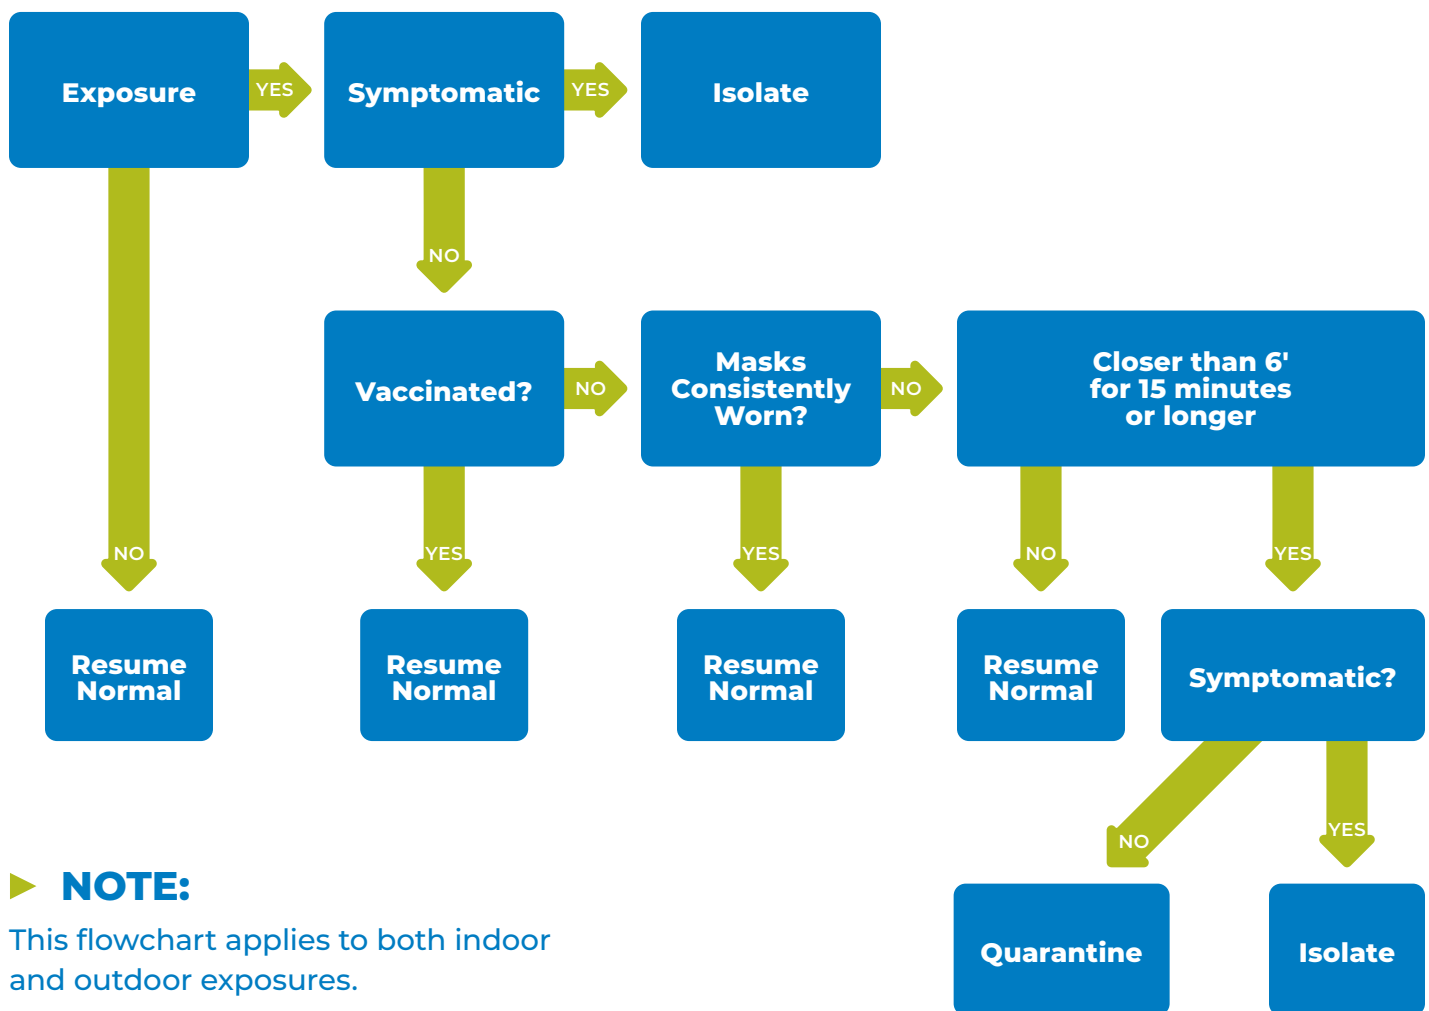 Exposure
YES
Symptomatic
YES
Isolate
NO
Vaccinated?
NO
Masks
Consistently
Worn?
NO
Closer than 6'
for 15 minutes
or longer
NO
YES
YES
NO
YES
Resume
Normal
Resume
Normal
Resume
Normal
Resume
Normal
Symptomatic?
NO
YES
Quarantine
Isolate
NOTE:
This flowchart applies to both indoor
and outdoor exposures.